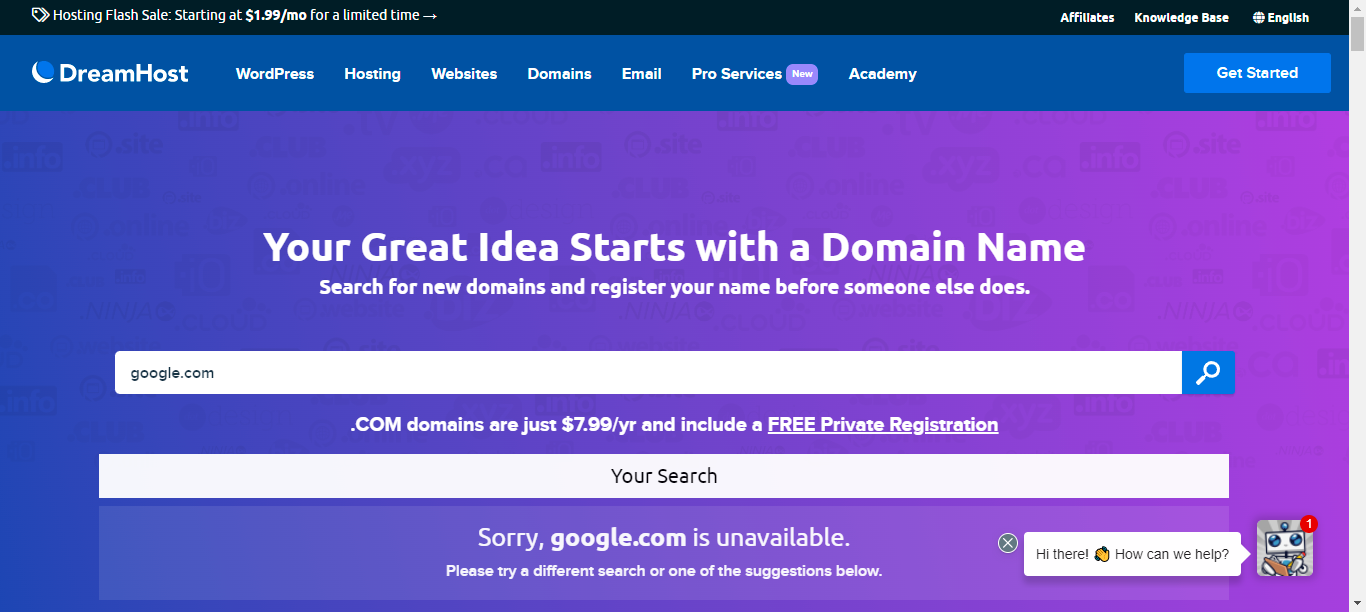 Hosting Flash Sale: Starting at $1.99/mo for a limited time →
Affiliates Knowledge Base English
DreamHost WordPress Hosting Websites Domains Email Pro Services New Academy Get Started
Your Great Idea Starts with a Domain Name
Search for new domains and register your name before someone else does.
google.com
.COM domains are just $7.99/yr and include a FREE Private Registration
Your Search
Sorry, google.com is unavailable.
Please try a different search or one of the suggestions below.
Hi there! 👋 How can we help?
1